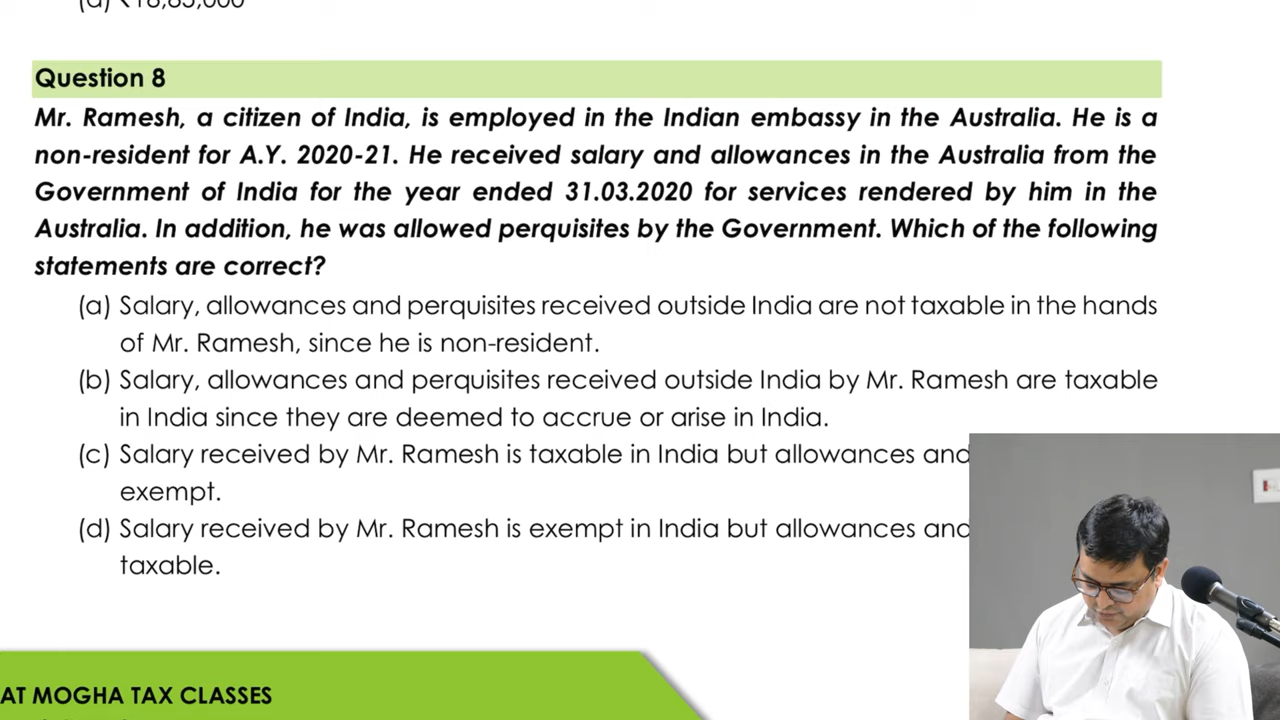 (d) ₹18,85,000
Question 8
Mr. Ramesh, a citizen of India, is employed in the Indian embassy in the Australia. He is a
non-resident for A.Y. 2020-21. He received salary and allowances in the Australia from the
Government of India for the year ended 31.03.2020 for services rendered by him in the
Australia. In addition, he was allowed perquisites by the Government. Which of the following
statements are correct?
(a) Salary, allowances and perquisites received outside India are not taxable in the hands
of Mr. Ramesh, since he is non-resident.
(b) Salary, allowances and perquisites received outside India by Mr. Ramesh are taxable
in India since they are deemed to accrue or arise in India.
(c) Salary received by Mr. Ramesh is taxable in India but allowances and
exempt.
(d) Salary received by Mr. Ramesh is exempt in India but allowances and
taxable.
AT MOGHA TAX CLASSES